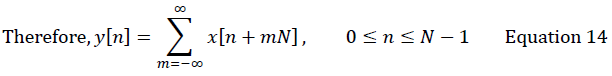 Therefore, y[n] = ∑_{m=-∞}^{∞} x[n + mN] , 0 ≤ n ≤ N − 1 Equation 14